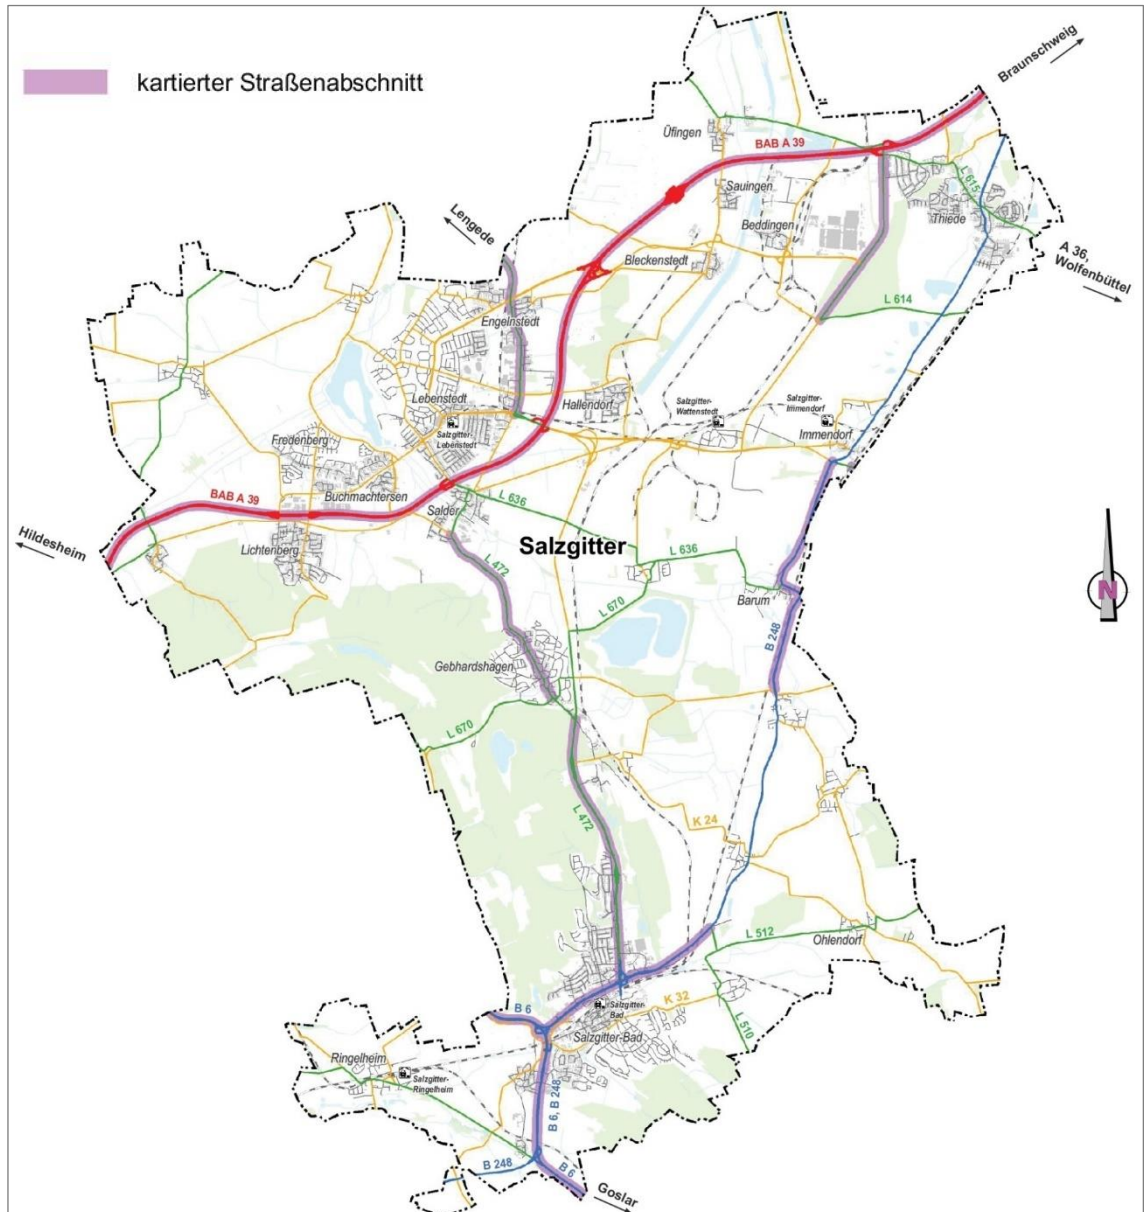 kartierter Straßenabschnitt
Braunschweig
Üfingen
BAB A 39
L 615
Sauingen
Thiede
Lengede
Beddingen
A 36,
Wolfenbüttel
Bleckenstedt
L 614
Engelnstedt
Lebenstedt
Hallendorf
Salzgitter-
Wattenstedt
Salzgitter-
Immendorf
Salzgitter-
Lebenstedt
Immendorf
Fredenberg
BAB A 39
Buchmachtersen
L 636
Salder
Hildesheim
Lichtenberg
Salzgitter
L 636
L 472
Barum
N
L 670
B 248
Gebhardshagen
L 670
L 472
K 24
L 512
Ohlendorf
B 6
K 32
Salzgitter-
Bad
L 510
Salzgitter-Bad
Ringelheim
Salzgitter-
Ringelheim
B 6, B 248
B 248
B 6
Goslar